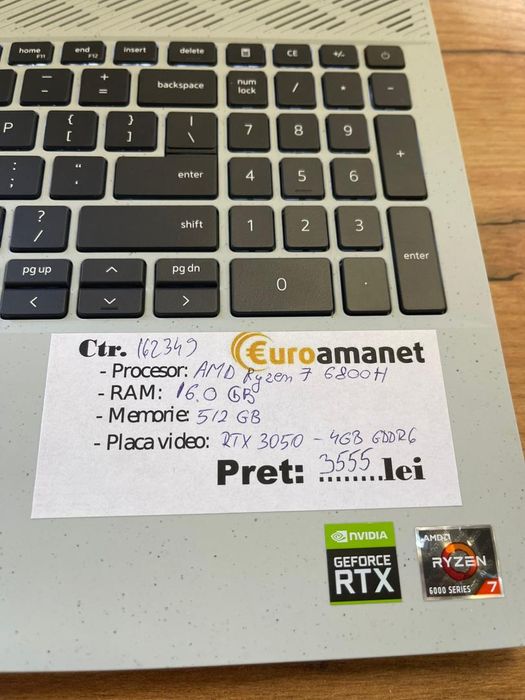 home F11 end F12 insert delete CE +/-
— - + = backspace num lock / * -
P { [ } ] | \ 7 8 9 +
: ; “ ‘ enter 4 5 6
? / shift 1 2 3 enter
pg up ^ pg dn 0 .
< ⌄ >
Ctr. 162349 €uroamanet
- Procesor: AMD Ryzen 7 6800H
- RAM: 16.0 GB
- Memorie: 512 GB
- Placa video: RTX 3050 - 4GB GDDR6
Pret: 3555 lei
NVIDIA
GEFORCE
RTX
AMD
RYZEN
6000 SERIES 7